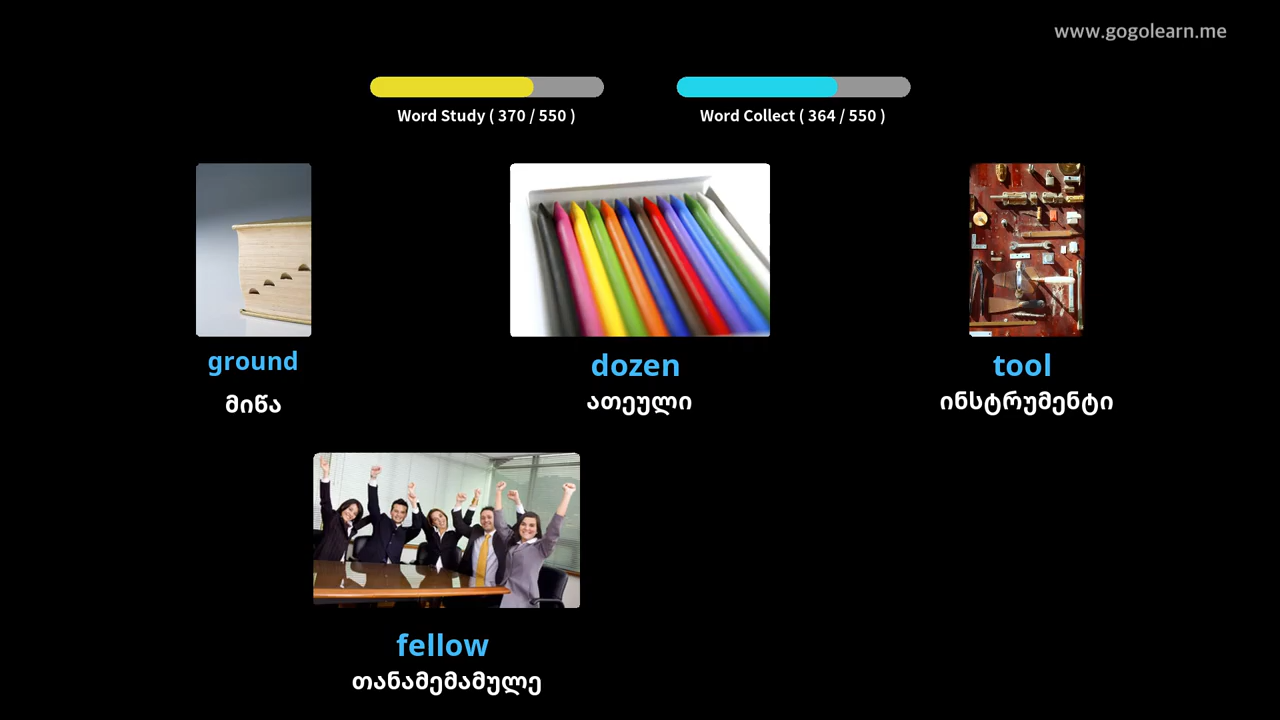 www.gogolearn.me
Word Study ( 370 / 550 )
Word Collect ( 364 / 550 )
ground
dozen
tool
მიწა
ათეული
ინსტრუმენტი
fellow
თანამემამულე